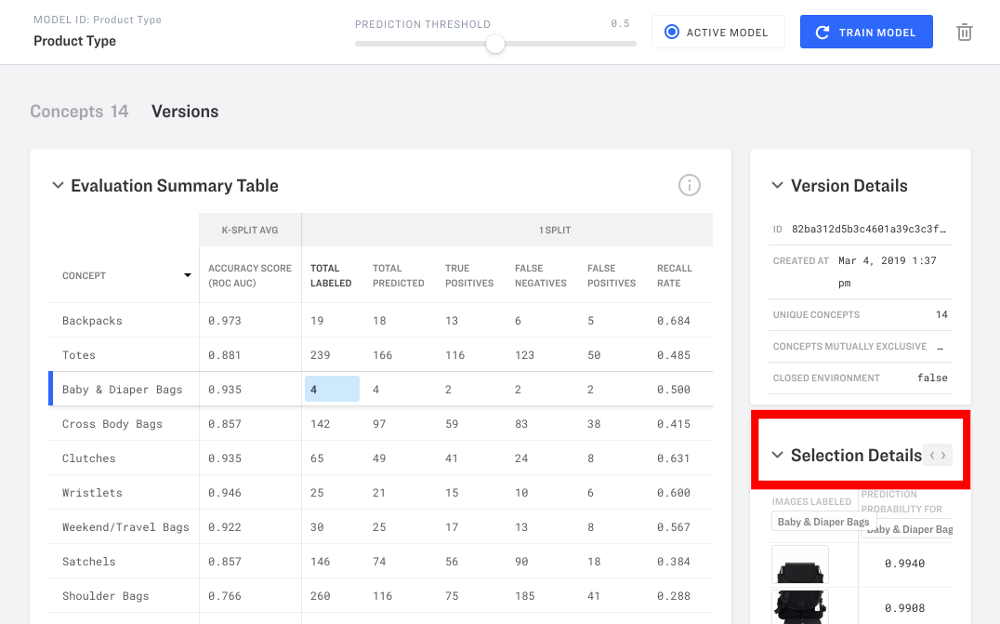 MODEL ID: Product Type
Product Type
PREDICTION THRESHOLD 0.5
ACTIVE MODEL
TRAIN MODEL
Concepts 14 Versions
Evaluation Summary Table
K-SPLIT AVG 1 SPLIT
CONCEPT
ACCURACY SCORE (ROC AUC)
TOTAL LABELED
TOTAL PREDICTED
TRUE POSITIVES
FALSE NEGATIVES
FALSE POSITIVES
RECALL RATE
Backpacks 0.973 19 18 13 6 5 0.684
Totes 0.881 239 166 116 123 50 0.485
Baby & Diaper Bags 0.935 4 4 2 2 2 0.500
Cross Body Bags 0.857 142 97 59 83 38 0.415
Clutches 0.935 65 49 41 24 8 0.631
Wristlets 0.946 25 21 15 10 6 0.600
Weekend/Travel Bags 0.922 30 25 17 13 8 0.567
Satchels 0.857 146 74 56 90 18 0.384
Shoulder Bags 0.766 260 116 75 185 41 0.288
Version Details
ID 82ba312d5b3c4601a39c3c3f…
CREATED AT Mar 4, 2019 1:37
pm
UNIQUE CONCEPTS 14
CONCEPTS MUTUALLY EXCLUSIVE …
CLOSED ENVIRONMENT false
Selection Details
IMAGES LABELED
Baby & Diaper Bags
PREDICTION
PROBABILITY FOR
Baby & Diaper Bag
0.9940
0.9908